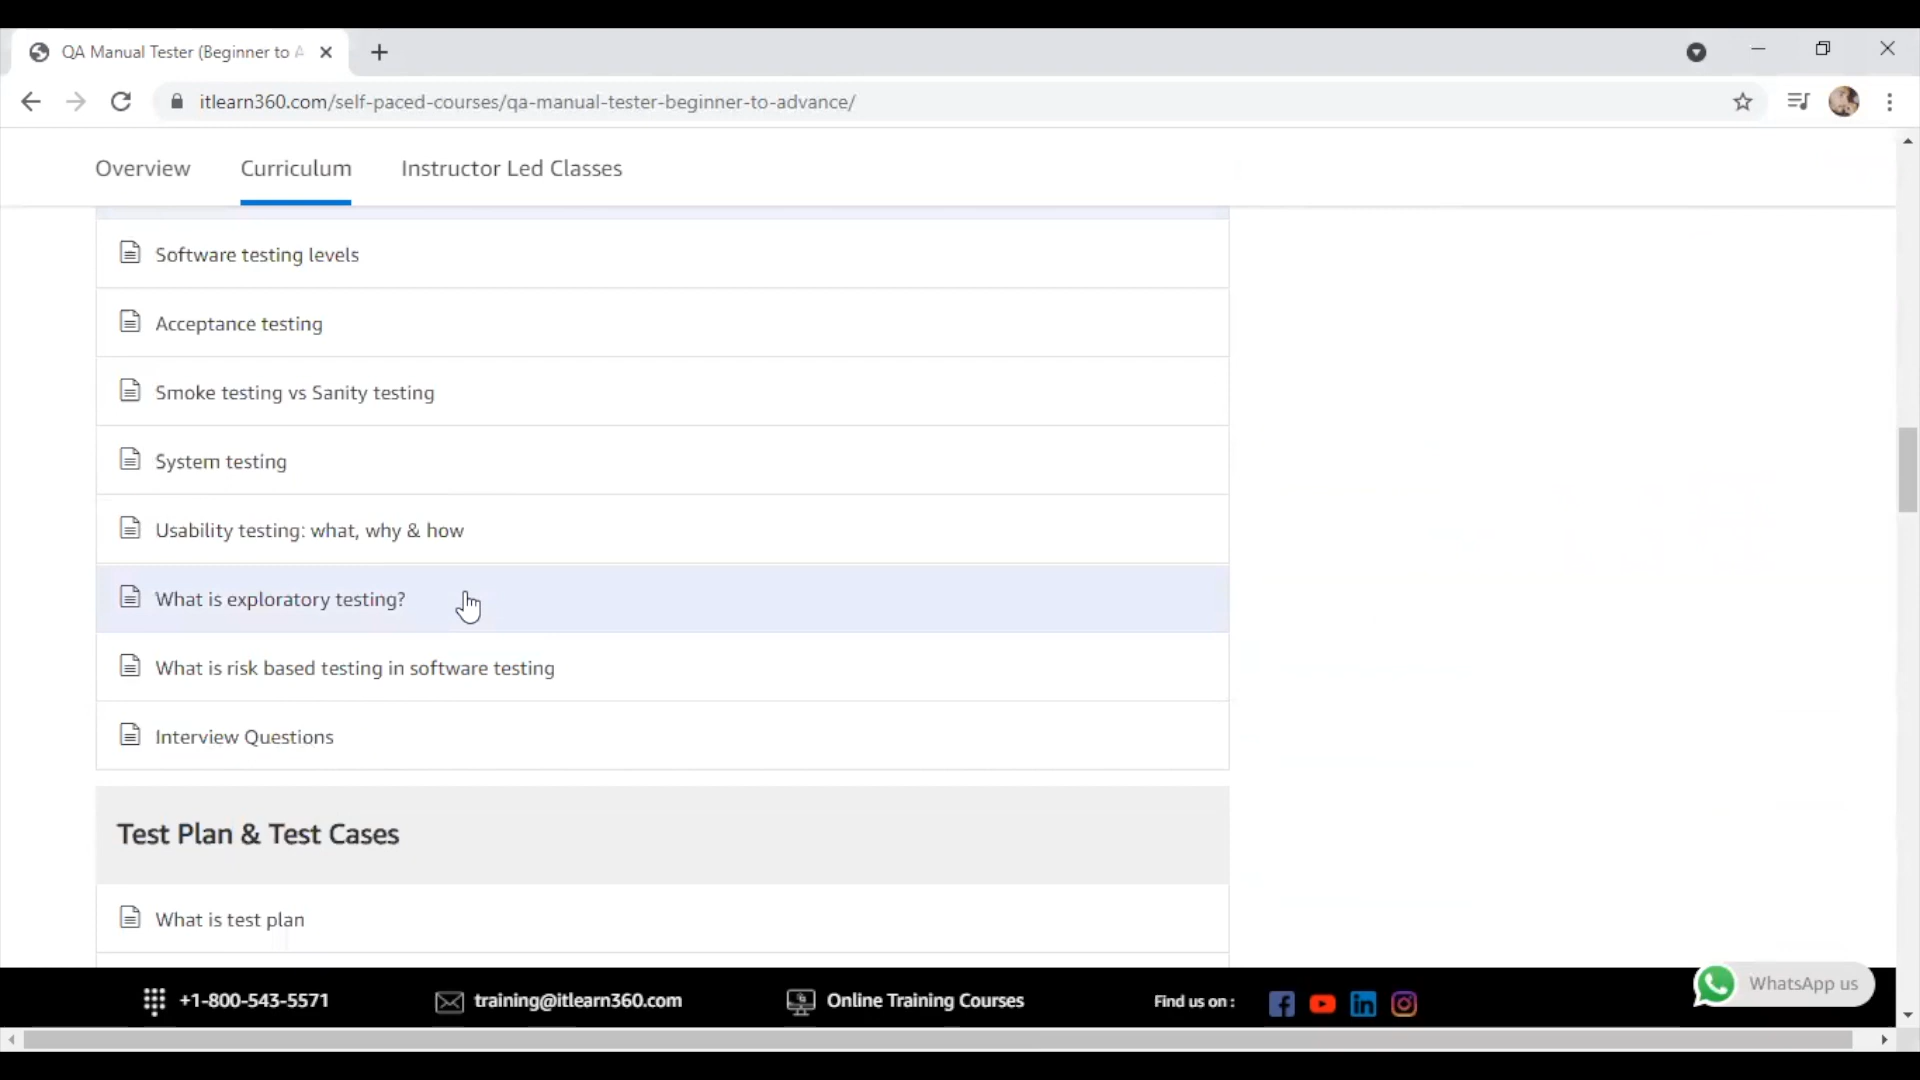 QA Manual Tester (Beginner to A
itlearn360.com/self-paced-courses/qa-manual-tester-beginner-to-advance/
Overview Curriculum Instructor Led Classes
Software testing levels
Acceptance testing
Smoke testing vs Sanity testing
System testing
Usability testing: what, why & how
What is exploratory testing?
What is risk based testing in software testing
Interview Questions
Test Plan & Test Cases
What is test plan
WhatsApp us
+1-800-543-5571 training@itlearn360.com Online Training Courses Find us on :